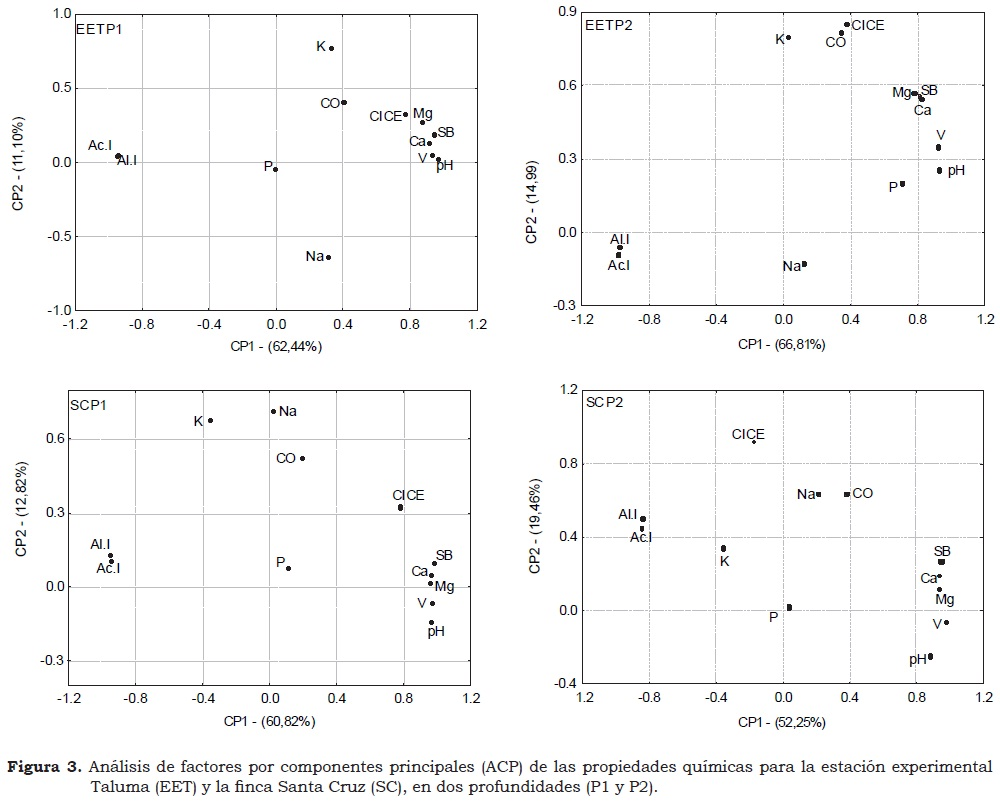 EETP1
1.0
0.5
0.0
-0.5
-1.0
CP2 - (11,10%)
K
CO
CICE
Mg
SB
Ca
V
pH
Ac.I
Al.I
P
Na
-1.2 -0.8 -0.4 0.0 0.4 0.8 1.2
CP1 - (62,44%)
EETP2
0.9
0.6
0.3
0.0
-0.3
CP2 - (14,99)
K
CICE
CO
Mg
SB
Ca
V
pH
P
Al.I
Ac.I
Na
-1.2 -0.8 -0.4 0.0 0.4 0.8 1.2
CP1 - (66,81%)
SCP1
0.6
0.3
0.0
-0.3
CP2 - (12,82%)
K
Na
CO
CICE
Al.I
Ac.I
P
SB
Ca
Mg
V
pH
-1.2 -0.8 -0.4 0.0 0.4 0.8 1.2
CP1 - (60,82%)
SCP2
1.2
0.8
0.4
0.0
-0.4
CP2 - (19,46%)
CICE
Na
CO
Al.I
Ac.I
K
SB
Ca
Mg
P
V
pH
-1.2 -0.8 -0.4 0.0 0.4 0.8 1.2
CP1 - (52,25%)
Figura 3. Análisis de factores por componentes principales (ACP) de las propiedades químicas para la estación experimental
Taluma (EET) y la finca Santa Cruz (SC), en dos profundidades (P1 y P2).